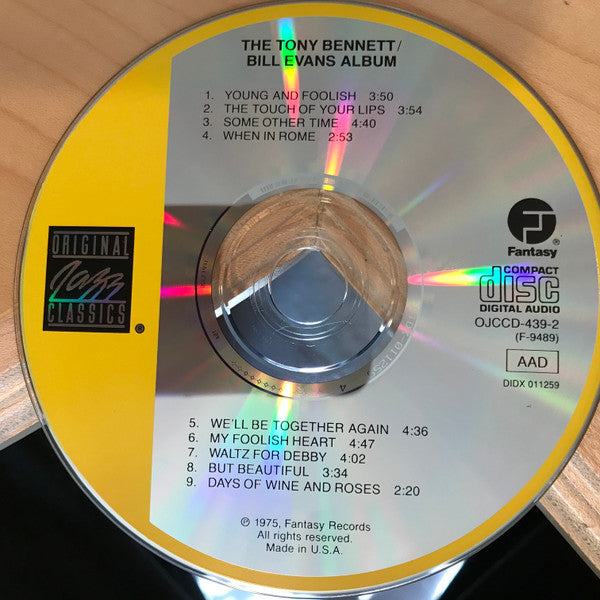 THE TONY BENNETT/
BILL EVANS ALBUM
1. YOUNG AND FOOLISH 3:50
2. THE TOUCH OF YOUR LIPS 3:54
3. SOME OTHER TIME 4:40
4. WHEN IN ROME 2:53
ORIGINAL
Jazz
CLASSICS
®
Fantasy®
COMPACT
disc
DIGITAL AUDIO
OJCCD-439-2
(F-9489)
AAD
DIDX 011259
5. WE'LL BE TOGETHER AGAIN 4:36
6. MY FOOLISH HEART 4:47
7. WALTZ FOR DEBBY 4:02
8. BUT BEAUTIFUL 3:34
9. DAYS OF WINE AND ROSES 2:20
℗ 1975, Fantasy Records
All rights reserved.
Made in U.S.A.